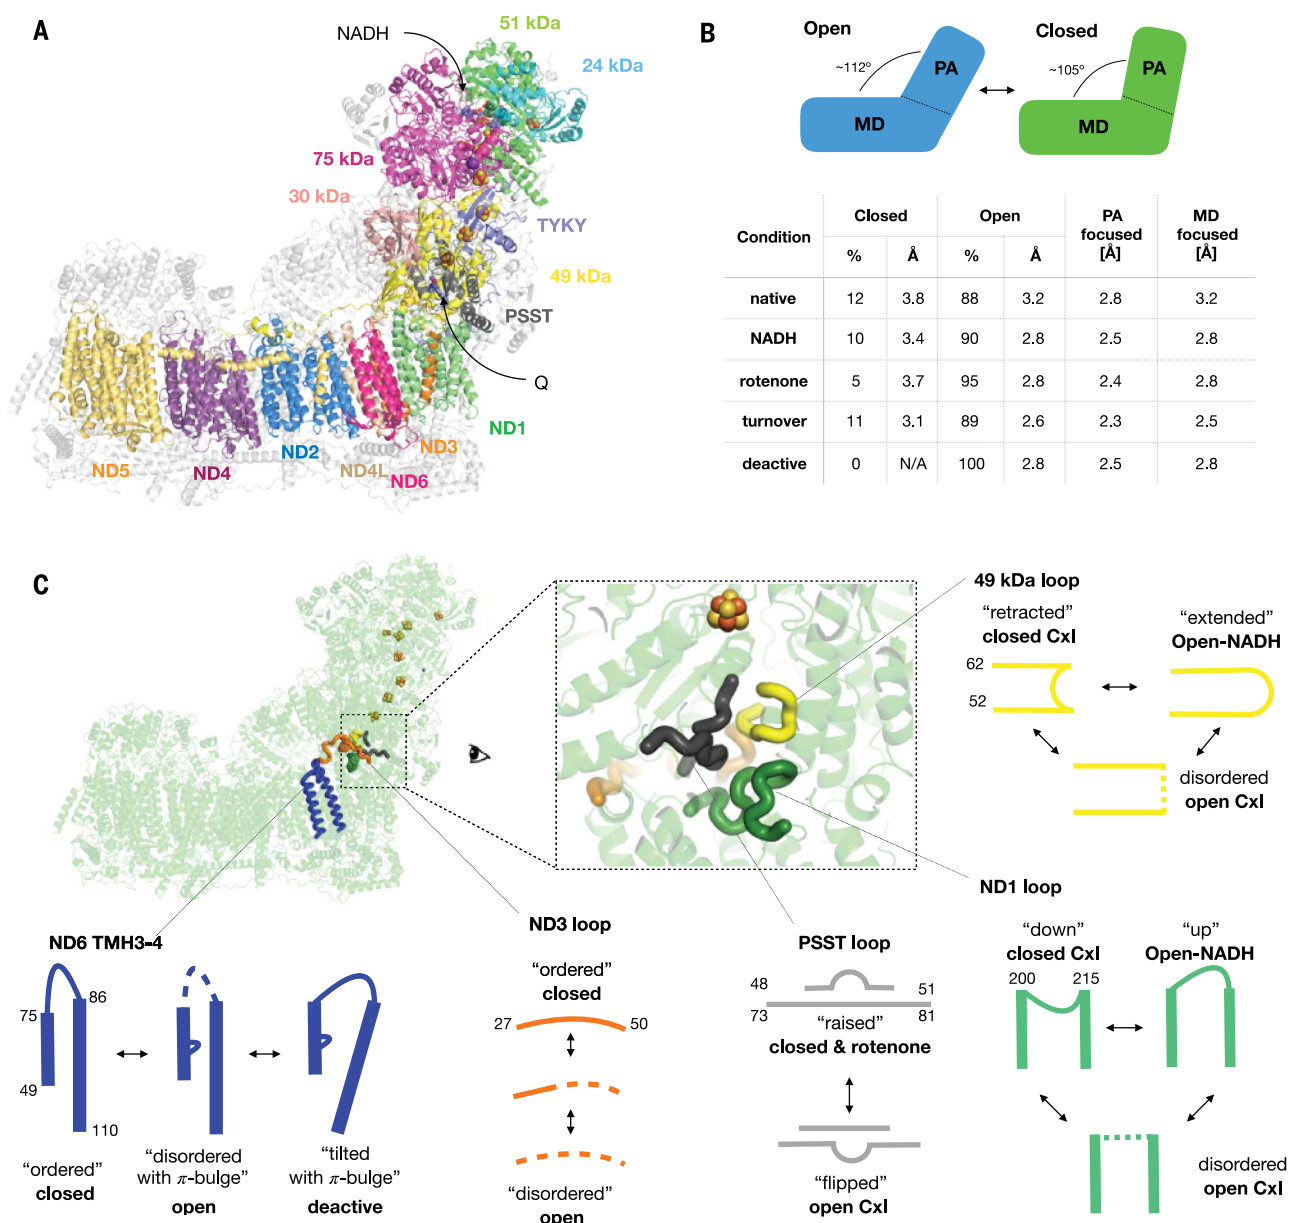 A
NADH
51 kDa
24 kDa
75 kDa
30 kDa
TYKY
49 kDa
PSST
Q
ND1
ND3
ND2
ND4L
ND6
ND4
ND5
B
Open
Closed
~112°
PA
MD
~105°
PA
MD
Condition
Closed
Open
PA focused [Å]
MD focused [Å]
% Å % Å
native 12 3.8 88 3.2 2.8 3.2
NADH 10 3.4 90 2.8 2.5 2.8
rotenone 5 3.7 95 2.8 2.4 2.8
turnover 11 3.1 89 2.6 2.3 2.5
deactive 0 N/A 100 2.8 2.5 2.8
C
49 kDa loop
“retracted”
closed CxI
“extended”
Open-NADH
62
52
disordered
open CxI
ND1 loop
“down”
closed CxI
“up”
Open-NADH
200
215
disordered
open CxI
ND6 TMH3-4
86
75
49
110
“ordered”
closed
“disordered
with π-bulge”
open
“tilted
with π-bulge”
deactive
ND3 loop
“ordered”
closed
27
50
“disordered”
open
PSST loop
48
51
73
81
“raised”
closed & rotenone
“flipped”
open CxI